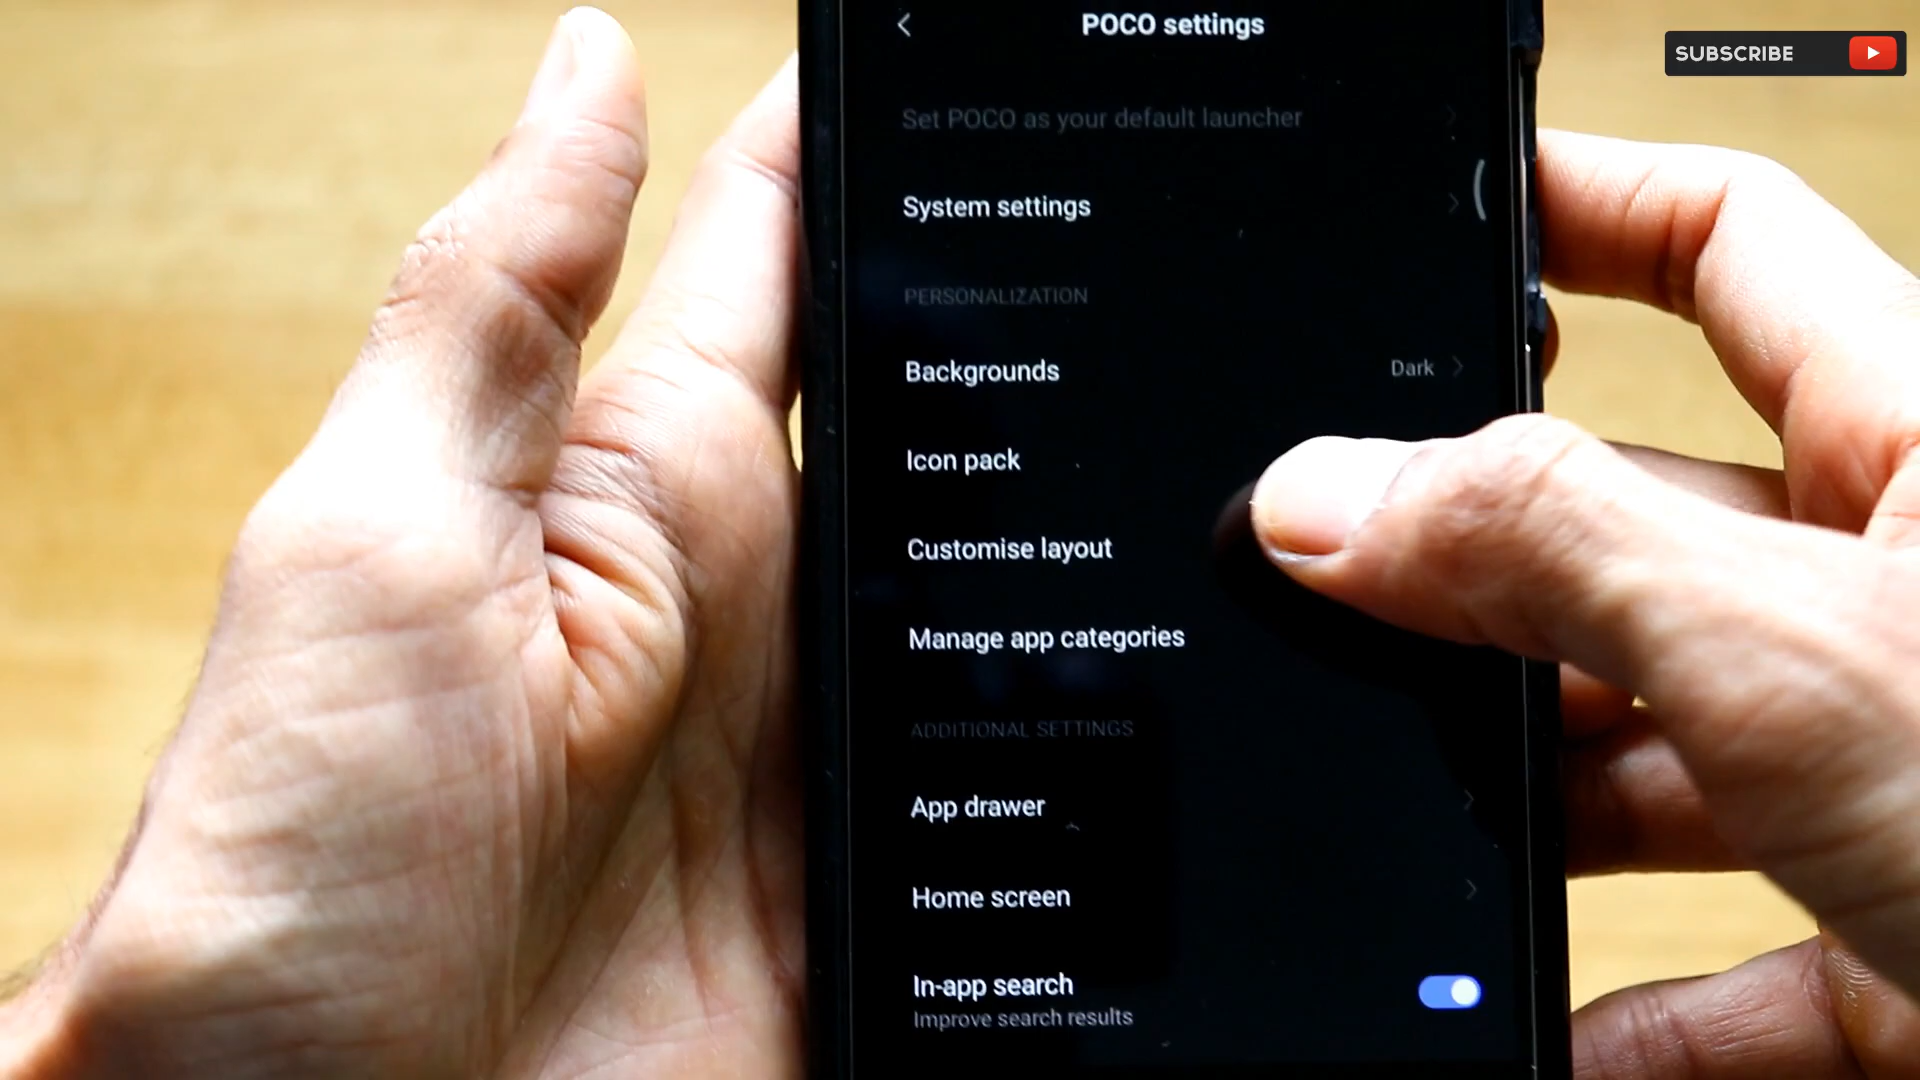 POCO settings
SUBSCRIBE
Set POCO as your default launcher
System settings
PERSONALIZATION
Backgrounds
Dark
Icon pack
Customise layout
Manage app categories
ADDITIONAL SETTINGS
App drawer
Home screen
In-app search
Improve search results